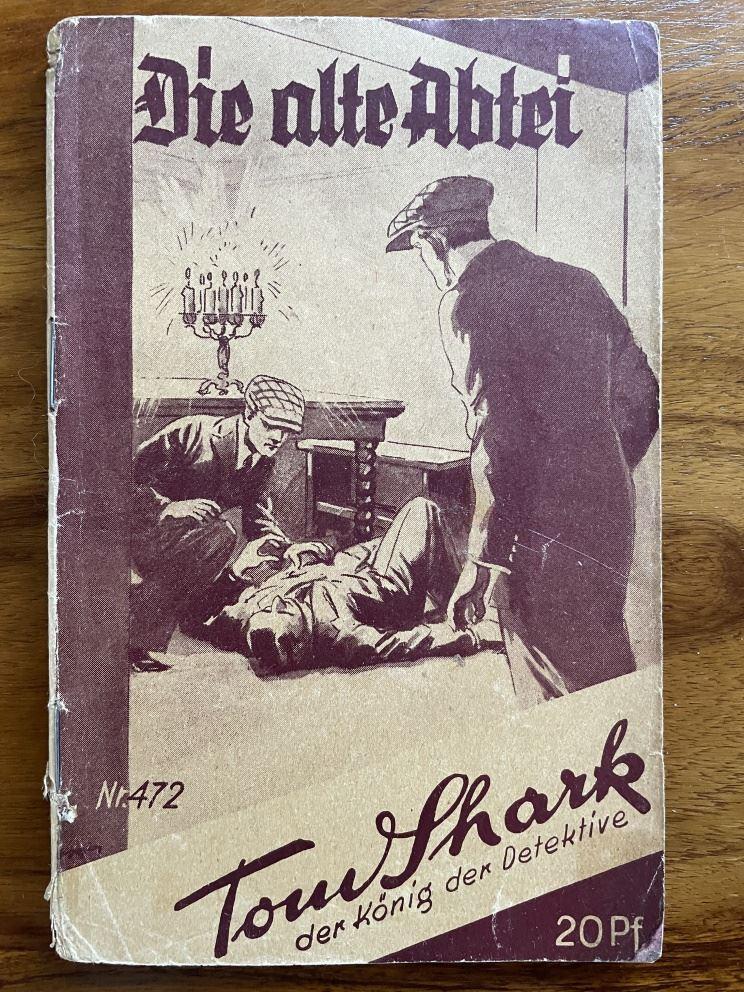 Die alte Abtei
Nr. 472
Tom Shark
der König der Detektive
20 Pf